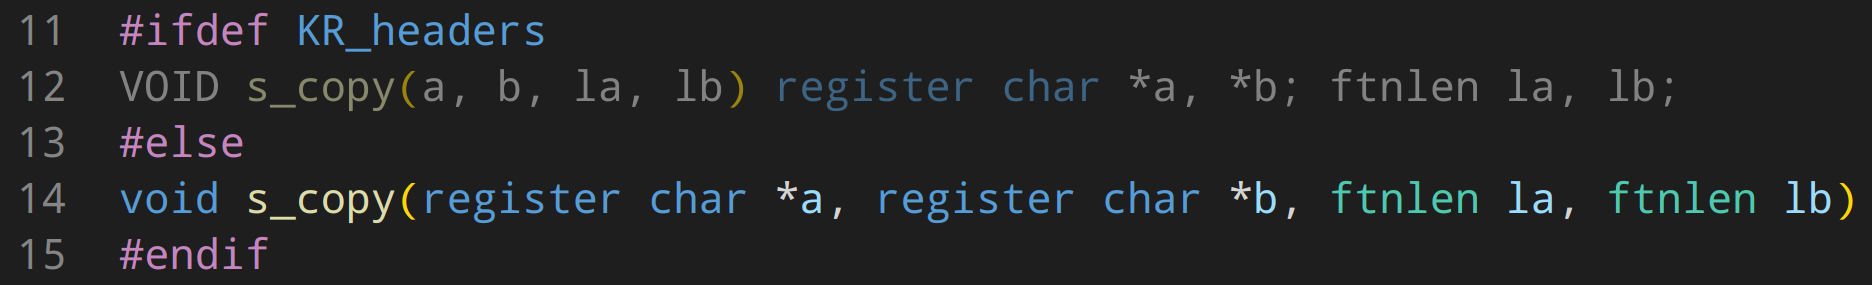 11 #ifdef KR_headers
12 VOID s_copy(a, b, la, lb) register char *a, *b; ftnlen la, lb;
13 #else
14 void s_copy(register char *a, register char *b, ftnlen la, ftnlen lb)
15 #endif